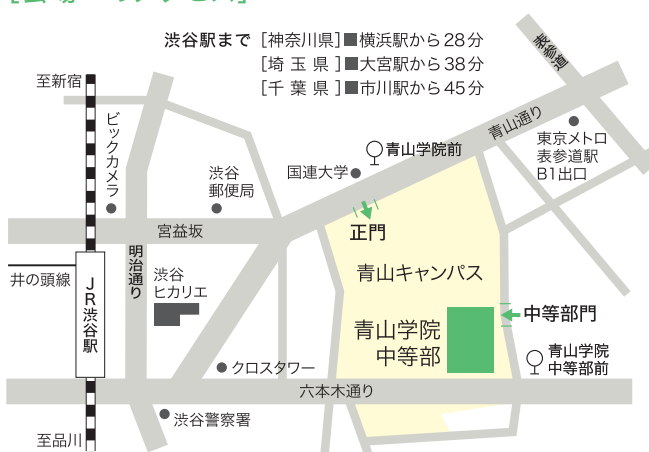 渋谷駅まで [神奈川県]■横浜駅から28分
[埼玉県]■大宮駅から38分
[千葉県]■市川駅から45分
至新宿
ビックカメラ
渋谷
郵便局
国連大学
青山学院前
青山通り
表参道
東京メトロ
表参道駅
B1出口
宮益坂
正門
井の頭線
JR渋谷駅
明治通り
渋谷
ヒカリエ
青山キャンパス
青山学院
中等部
中等部門
青山学院
中等部前
クロスタワー
六本木通り
渋谷警察署
至品川